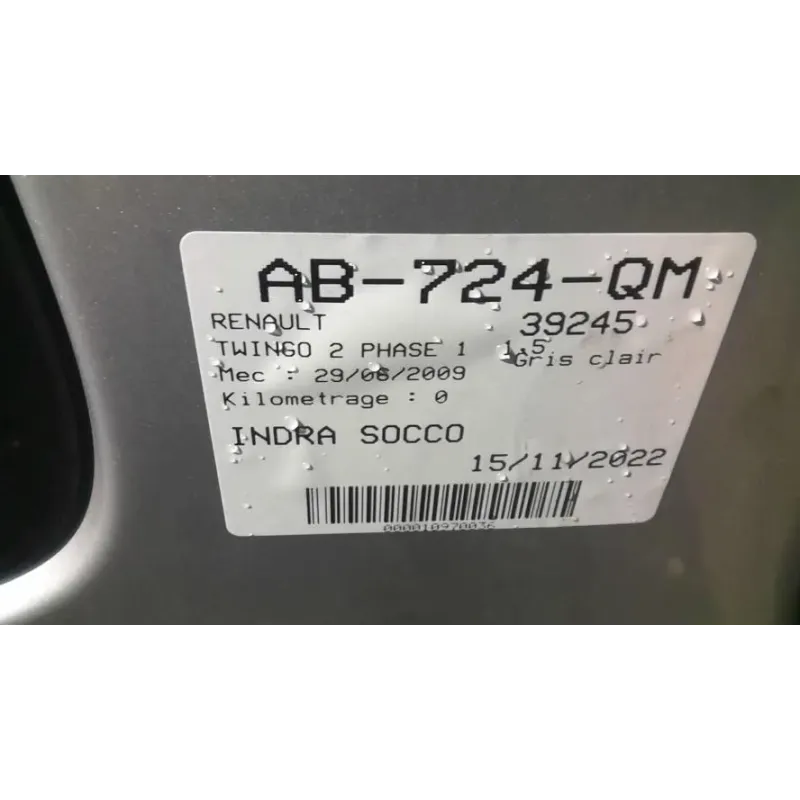 AB-724-QM
RENAULT 39245
TWINGO 2 PHASE 1 1.5
Gris clair
Mec : 29/06/2009
Kilometrage : 0
INDRA SOCCO
15/11/2022
000010970036